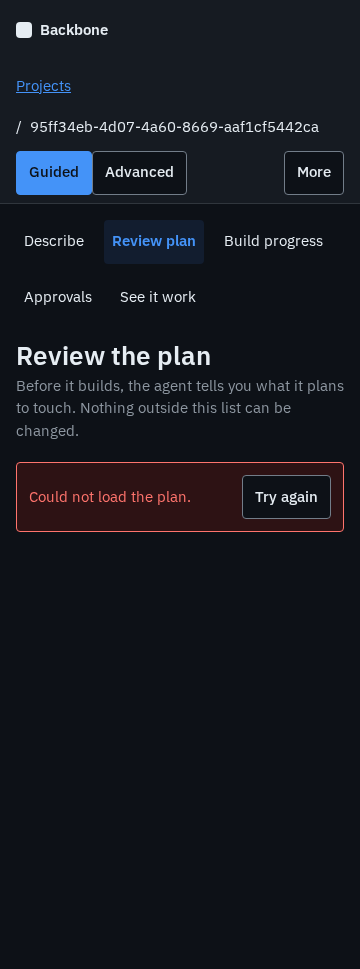 Backbone
Projects
/ 95ff34eb-4d07-4a60-8669-aaf1cf5442ca
Guided Advanced More
Describe Review plan Build progress
Approvals See it work
Review the plan
Before it builds, the agent tells you what it plans
to touch. Nothing outside this list can be
changed.
Could not load the plan. Try again